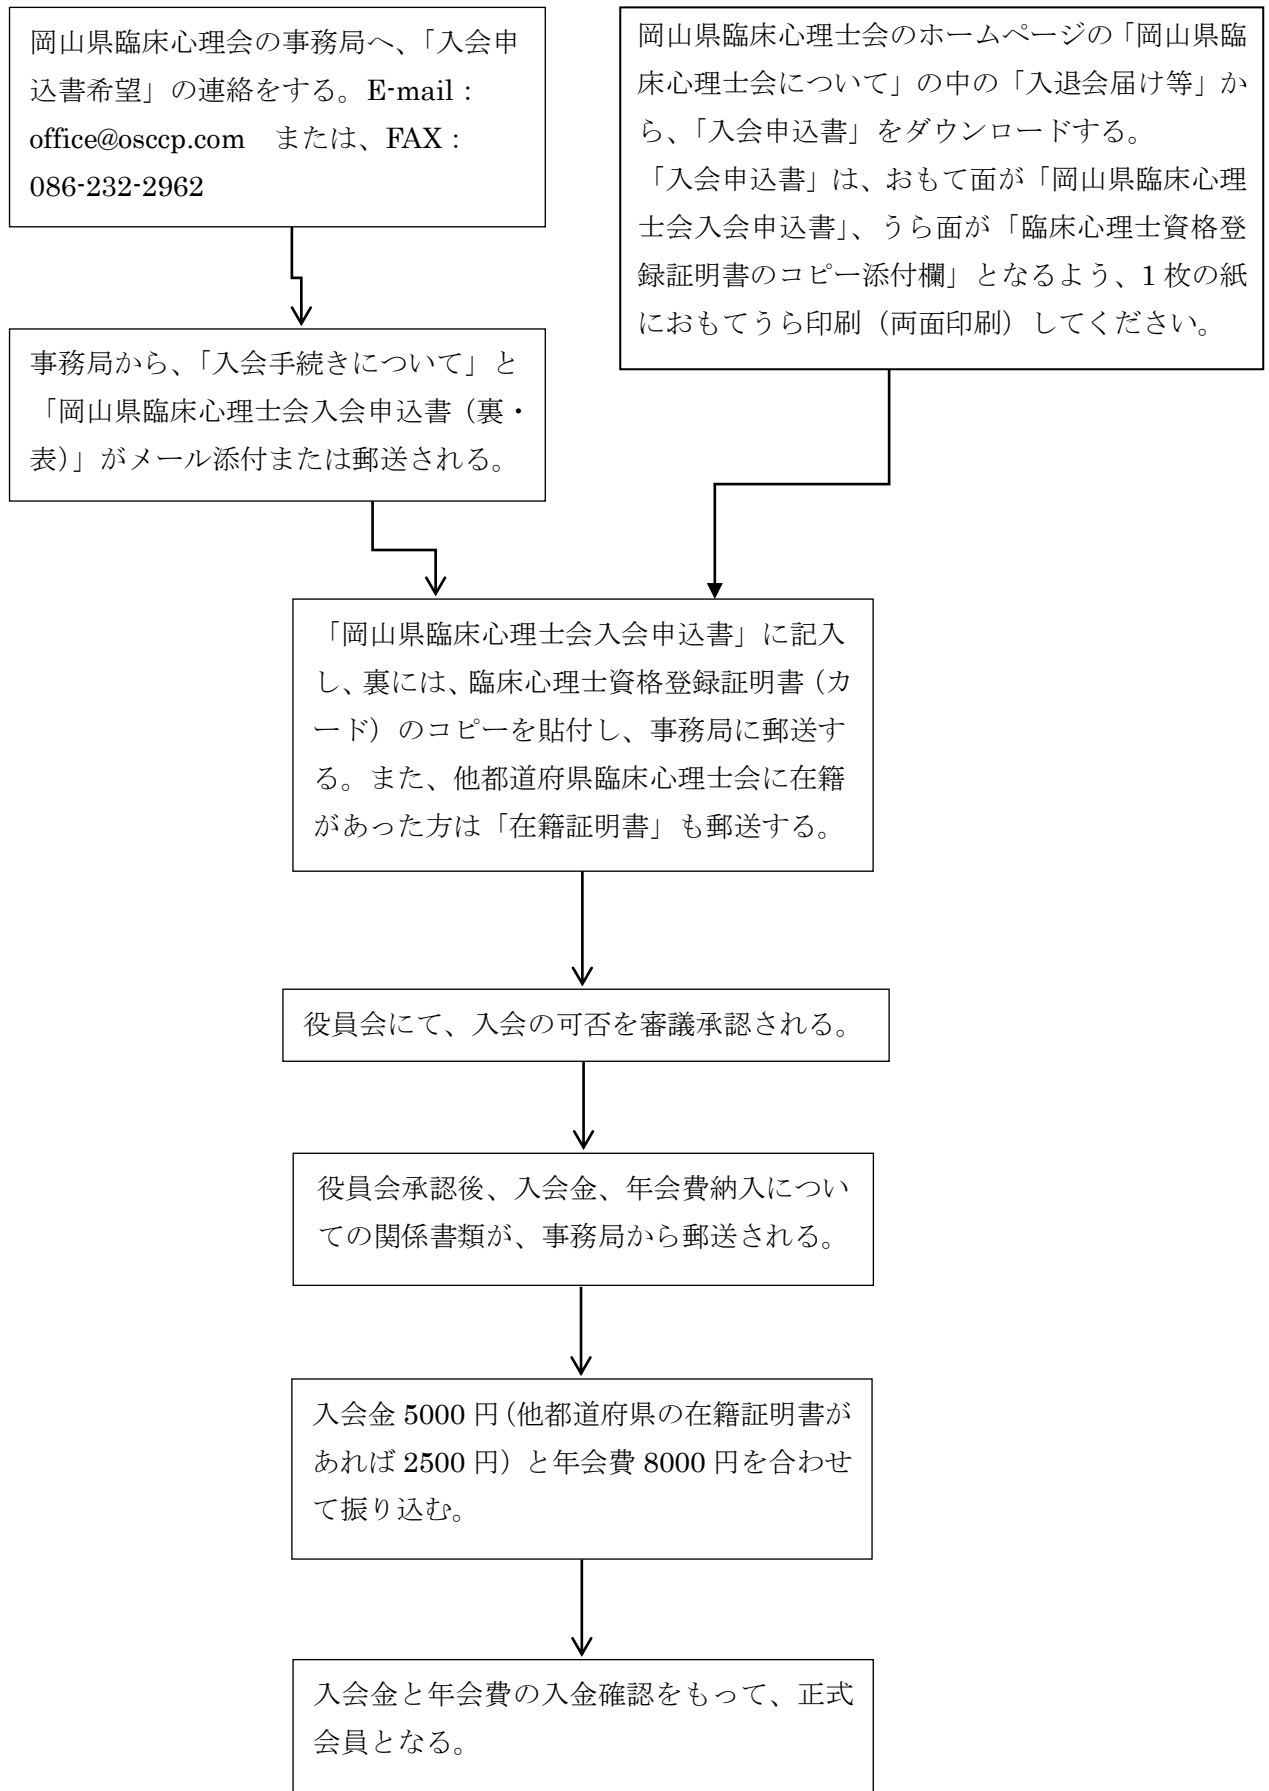 岡山県臨床心理会の事務局へ、「入会申
込書希望」の連絡をする。E-mail：
office@osccp.com　または、FAX：
086-232-2962
岡山県臨床心理士会のホームページの「岡山県臨
床心理士会について」の中の「入退会届け等」か
ら、「入会申込書」をダウンロードする。
「入会申込書」は、おもて面が「岡山県臨床心理
士会入会申込書」、うら面が「臨床心理士資格登
録証明書のコピー添付欄」となるよう、1 枚の紙
におもてうら印刷（両面印刷）してください。
事務局から、「入会手続きについて」と
「岡山県臨床心理士会入会申込書（裏・
表）」がメール添付または郵送される。
「岡山県臨床心理士会入会申込書」に記入
し、裏には、臨床心理士資格登録証明書（カ
ード）のコピーを貼付し、事務局に郵送す
る。また、他都道府県臨床心理士会に在籍
があった方は「在籍証明書」も郵送する。
役員会にて、入会の可否を審議承認される。
役員会承認後、入会金、年会費納入につい
ての関係書類が、事務局から郵送される。
入会金 5000 円（他都道府県の在籍証明書が
あれば 2500 円）と年会費 8000 円を合わせ
て振り込む。
入会金と年会費の入金確認をもって、正式
会員となる。